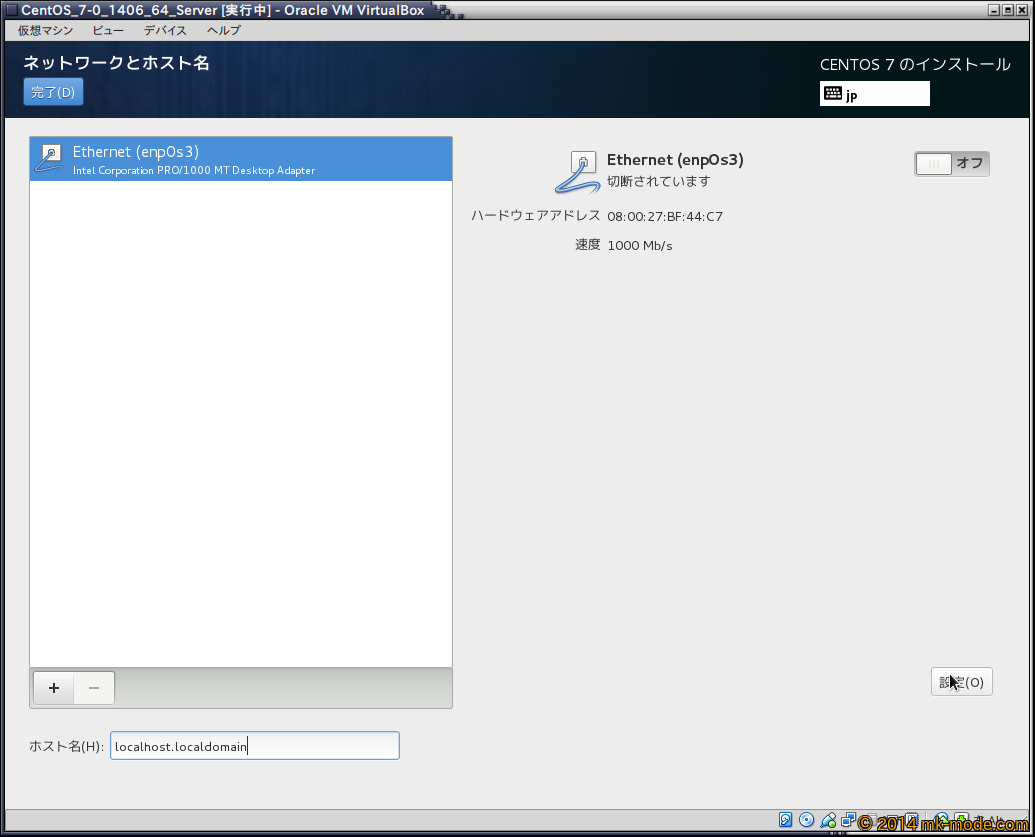 CentOS_7-0_1406_64_Server [実行中] - Oracle VM VirtualBox
仮想マシン ビュー デバイス ヘルプ
ネットワークとホスト名
完了(D)
CENTOS 7 のインストール
jp
Ethernet (enp0s3)
Intel Corporation PRO/1000 MT Desktop Adapter
Ethernet (enp0s3)
切断されています
オフ
ハードウェアアドレス 08:00:27:BF:44:C7
速度 1000 Mb/s
+ −
設定(O)
ホスト名(H): localhost.localdomain
© 2014 mk-mode.com